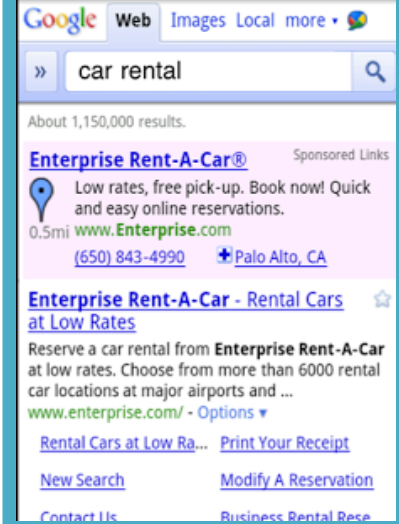 Google Web Images Local more ▾
» car rental
About 1,150,000 results.
Enterprise Rent-A-Car® Sponsored Links
Low rates, free pick-up. Book now! Quick
and easy online reservations.
0.5mi www.Enterprise.com
(650) 843-4990 Palo Alto, CA
Enterprise Rent-A-Car - Rental Cars
at Low Rates
Reserve a car rental from Enterprise Rent-A-Car
at low rates. Choose from more than 6000 rental
car locations at major airports and ...
www.enterprise.com/ - Options ▾
Rental Cars at Low Ra... Print Your Receipt
New Search Modify A Reservation
Contact Us Business Rental Rese